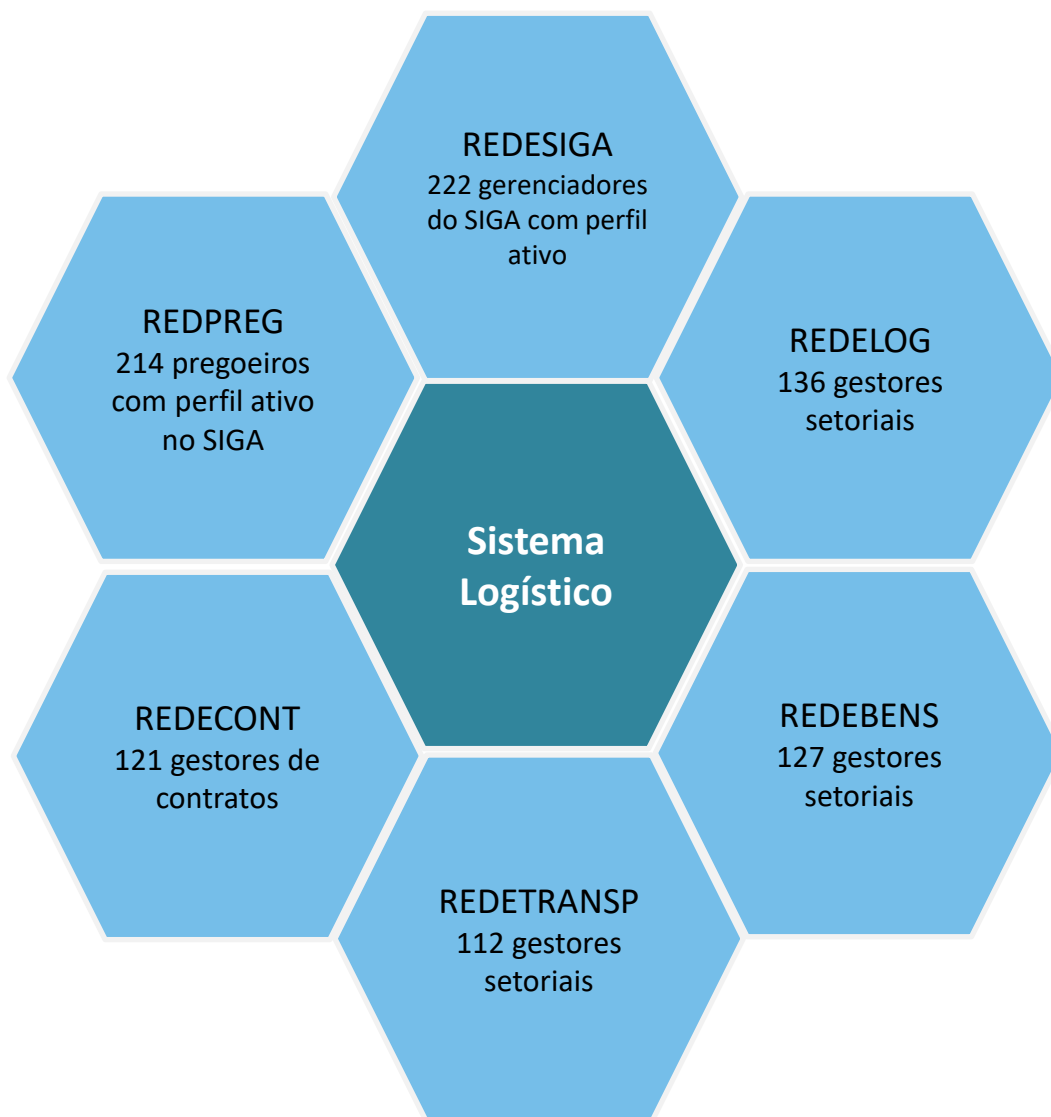 REDESIGA
222 gerenciadores
do SIGA com perfil
ativo
REDPREG
214 pregoeiros
com perfil ativo
no SIGA
REDELOG
136 gestores
setoriais
Sistema
Logístico
REDECONT
121 gestores de
contratos
REDEBENS
127 gestores
setoriais
REDETRANSP
112 gestores
setoriais